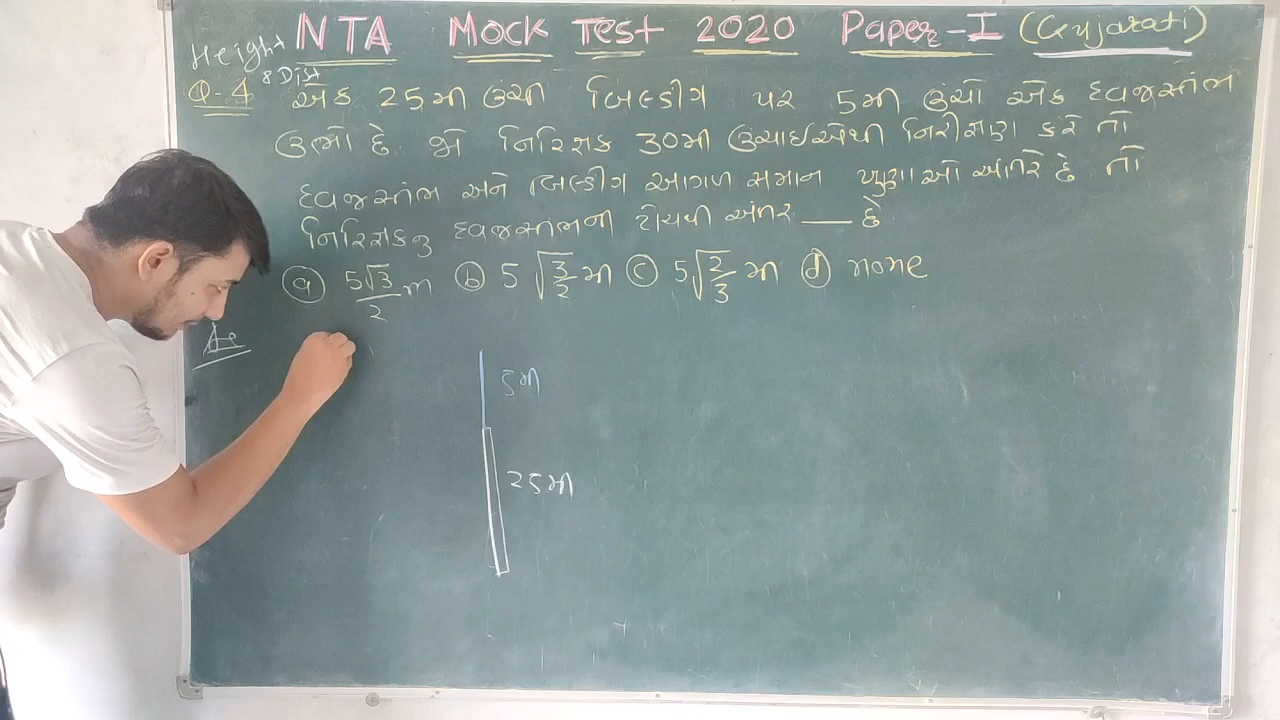 NTA Mock Test 2020 Paper-I (Gujarati)
Height & Dist
Q-4 એક 25મી ઉંચી બિલ્ડીંગ પર 5મી ઉંચો એક ધ્વજસ્તંભ
ઉભો છે. જો નિરિક્ષક 30મી ઉંચાઇએથી નિરીક્ષણ કરે તો
ધ્વજસ્તંભ અને બિલ્ડીંગ આગળ સમાન ખુણાઓ આંતરે છે તો
નિરિક્ષકનું ધ્વજસ્તંભની ટોચથી અંતર ___ છે
(a) 5√3/2 m (b) 5√3/2 મી (c) 5√2/3 મી (d) none
5મી
25મી